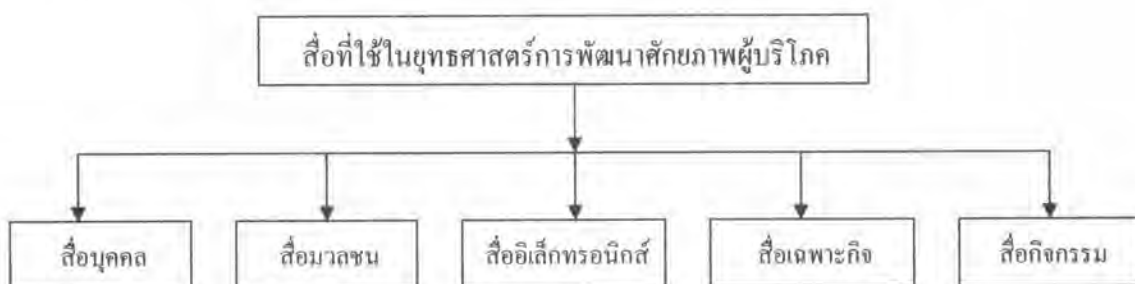 สื่อที่ใช้ในยุทธศาสตร์การพัฒนาศักยภาพผู้บริโภค
สื่อบุคคล
สื่อมวลชน
สื่ออิเล็กทรอนิกส์
สื่อเฉพาะกิจ
สื่อกิจกรรม